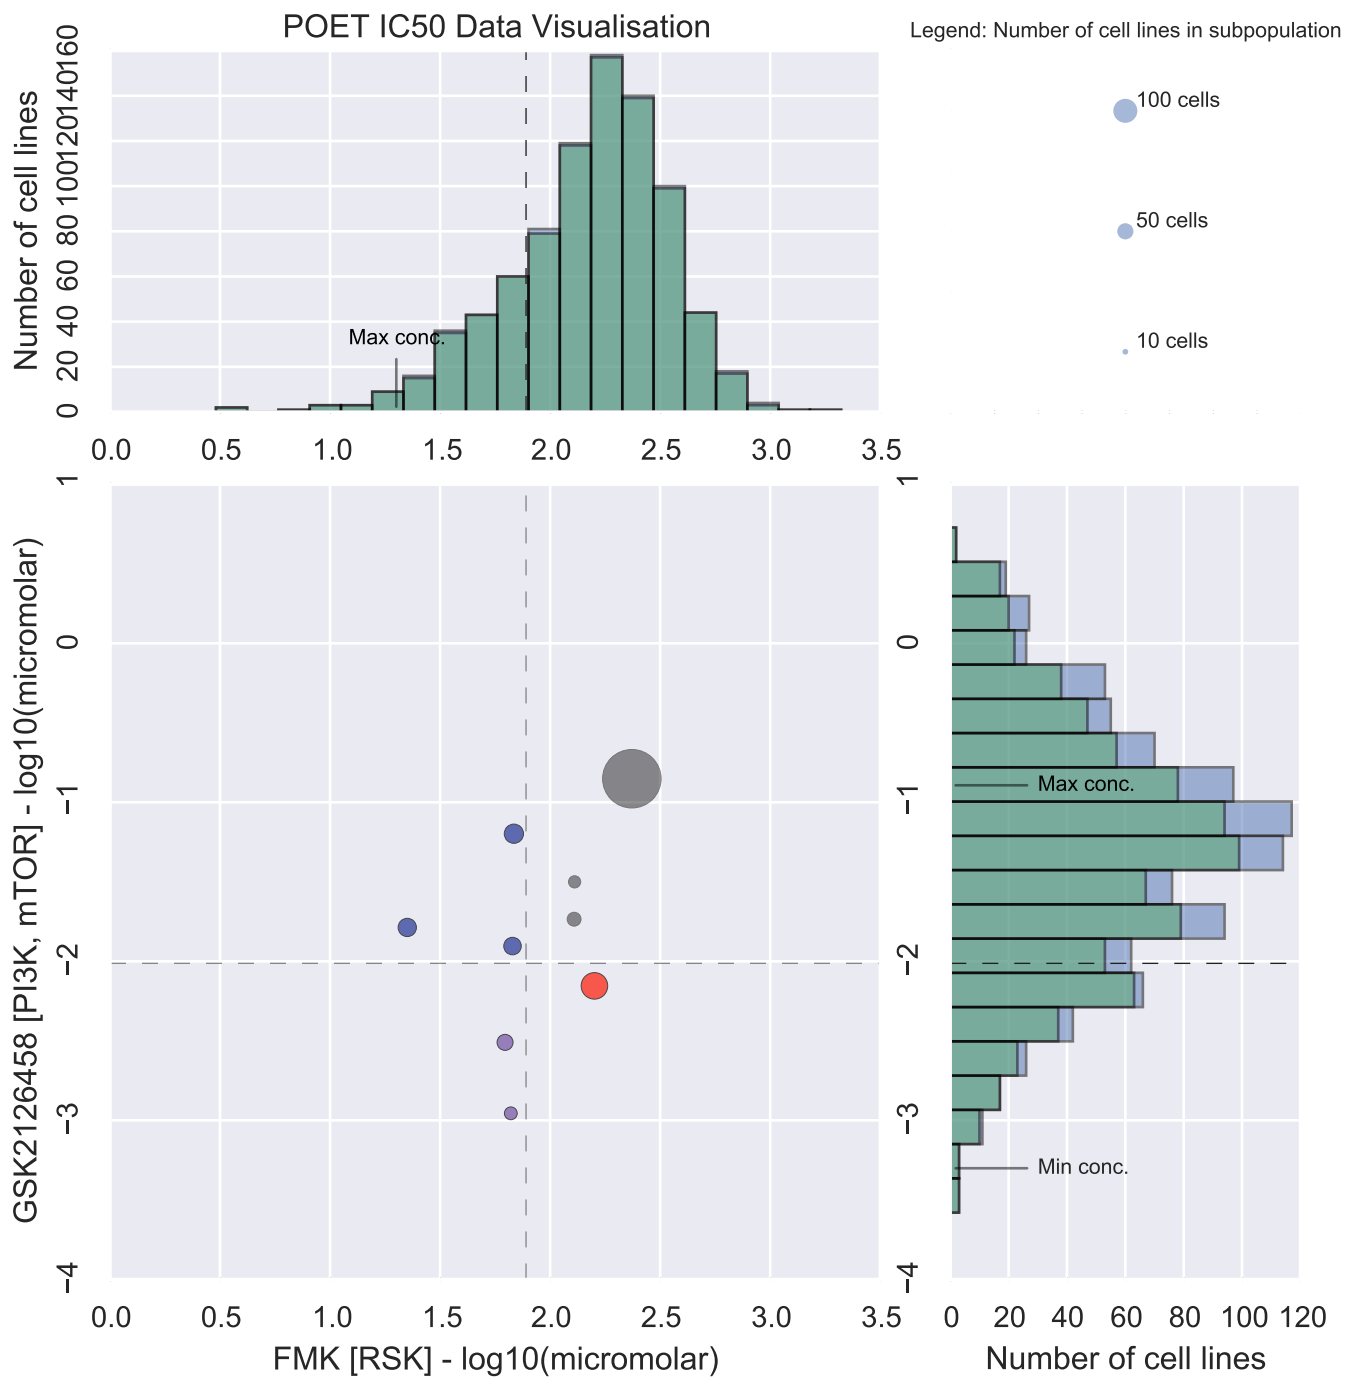 POET IC50 Data Visualisation
Legend: Number of cell lines in subpopulation
100 cells
50 cells
10 cells
Number of cell lines
160
140
120
100
80
60
40
20
0
Max conc.
0.0 0.5 1.0 1.5 2.0 2.5 3.0 3.5
GSK2126458 [PI3K, mTOR] - log10(micromolar)
1
0
−1
−2
−3
−4
0.0 0.5 1.0 1.5 2.0 2.5 3.0 3.5
FMK [RSK] - log10(micromolar)
1
0
−1
−2
−3
−4
Max conc.
Min conc.
0 20 40 60 80 100 120
Number of cell lines